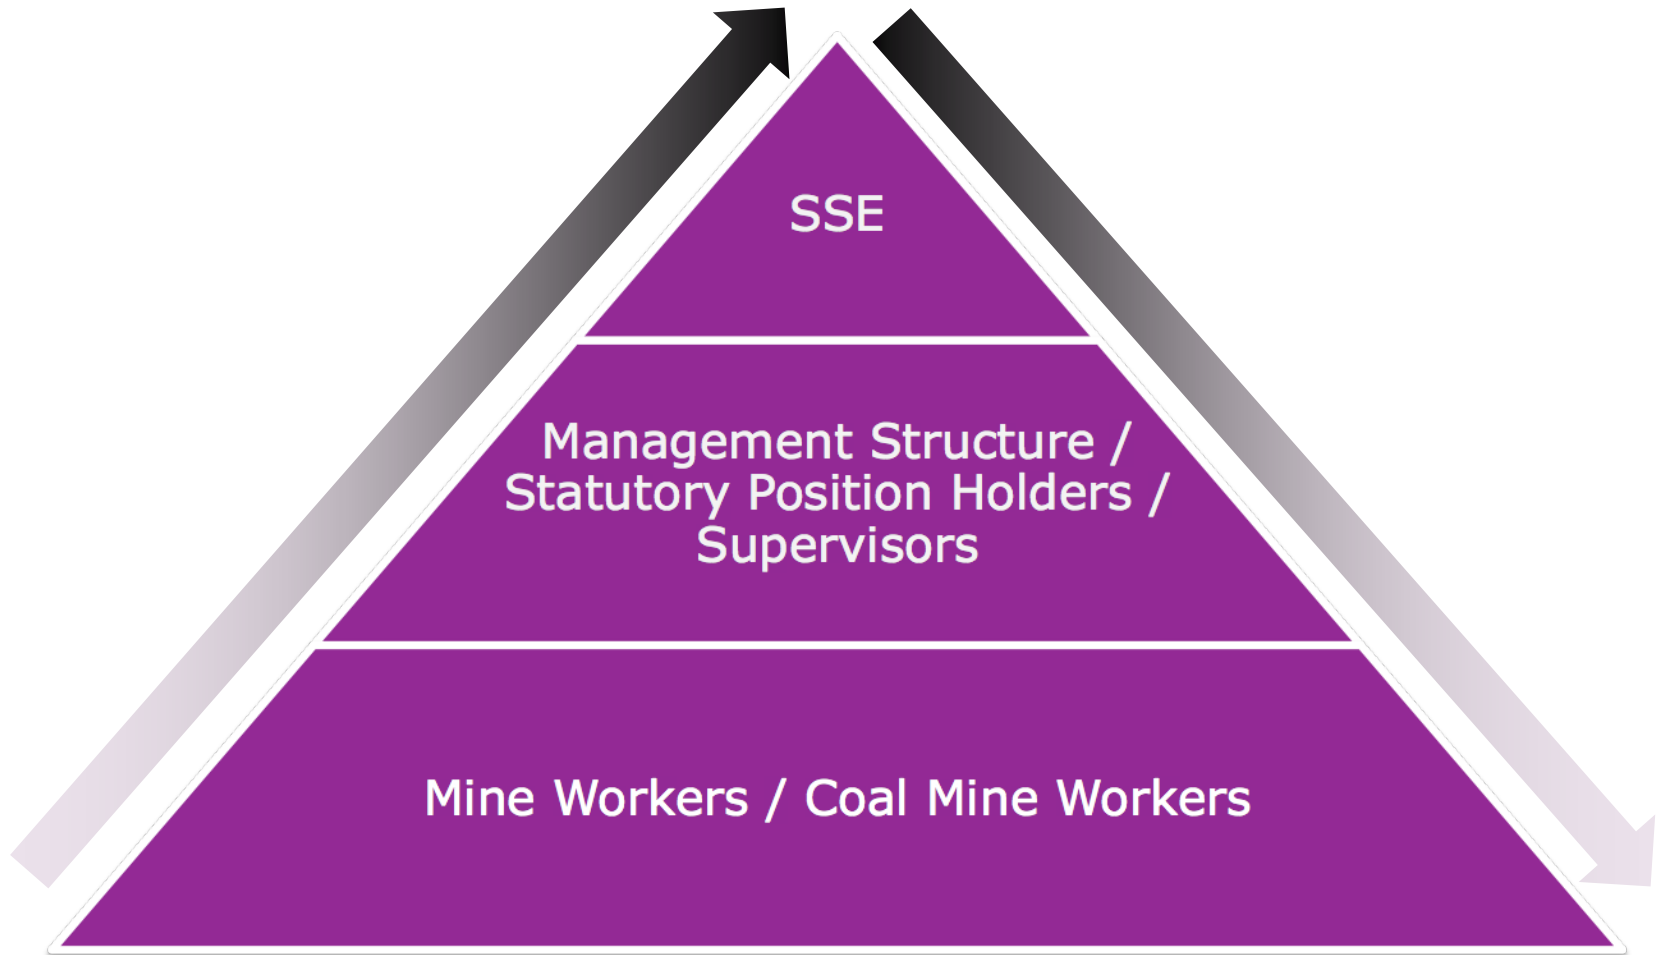 SSE
Management Structure /
Statutory Position Holders /
Supervisors
Mine Workers / Coal Mine Workers